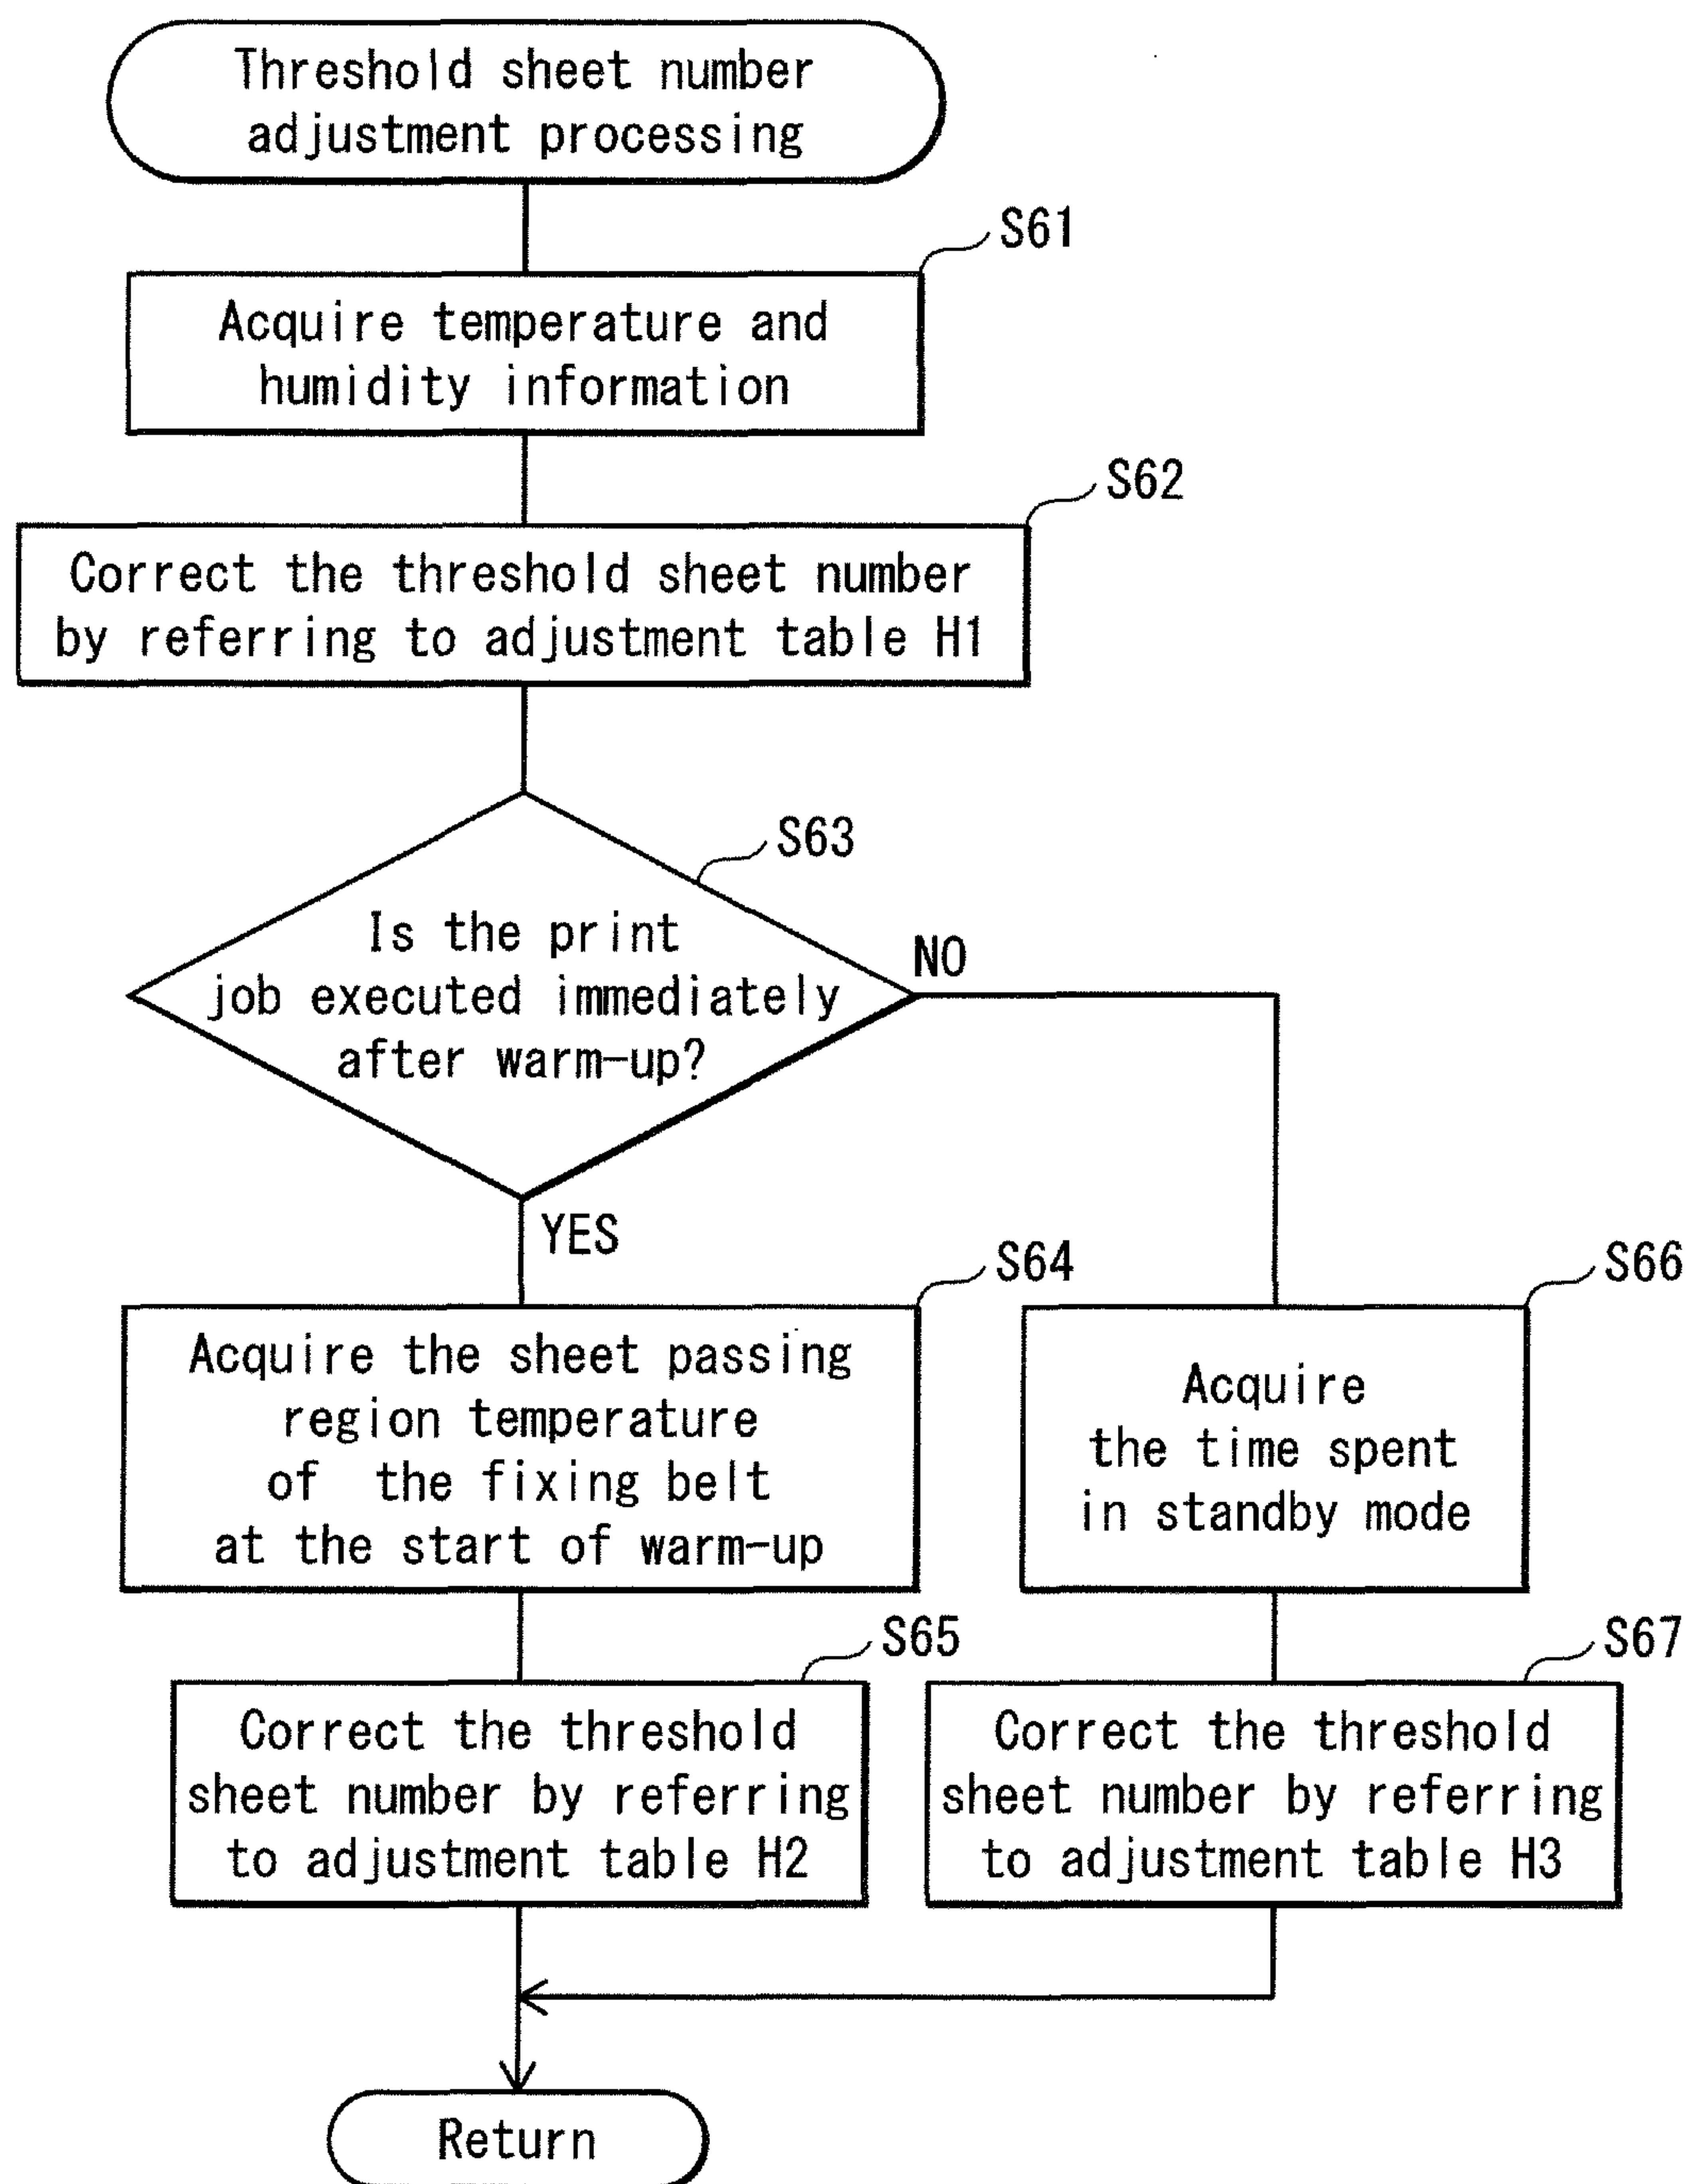 Threshold sheet number
adjustment processing
S61
Acquire temperature and
humidity information
S62
Correct the threshold sheet number
by referring to adjustment table H1
S63
Is the print
job executed immediately
after warm-up?
NO
YES
S64
Acquire the sheet passing
region temperature
of the fixing belt
at the start of warm-up
S66
Acquire
the time spent
in standby mode
S65
Correct the threshold
sheet number by referring
to adjustment table H2
S67
Correct the threshold
sheet number by referring
to adjustment table H3
Return